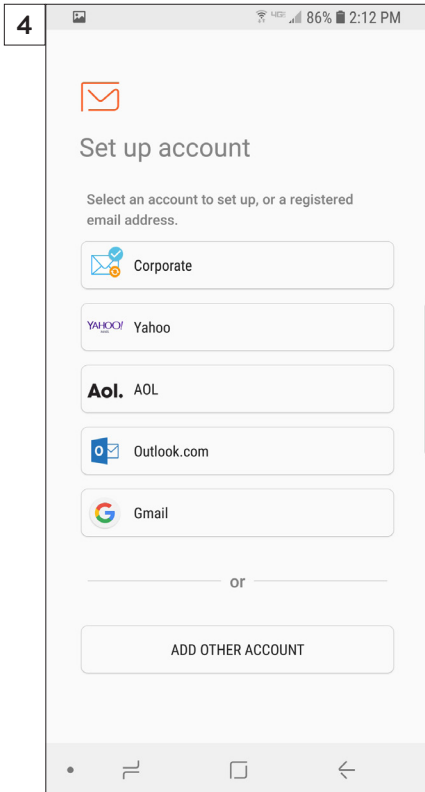 4
4G 86% 2:12 PM
Set up account
Select an account to set up, or a registered
email address.
Corporate
YAHOO! Yahoo
Aol. AOL
o Outlook.com
G Gmail
or
ADD OTHER ACCOUNT